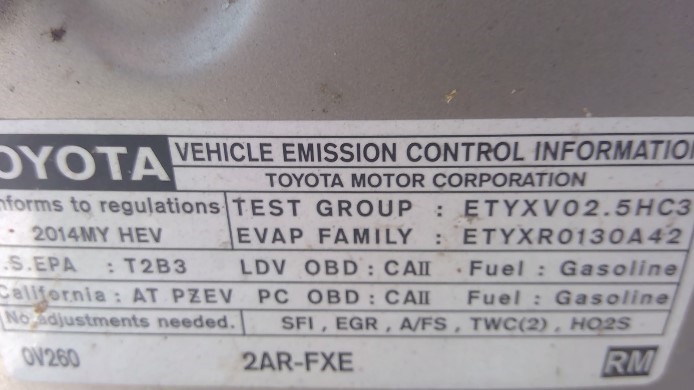 OYOTA VEHICLE EMISSION CONTROL INFORMATIO
TOYOTA MOTOR CORPORATION
nforms to regulations TEST GROUP : ETYXV02.5HC3
· 2014MY HEV EVAP FAMILY : ETYXR0130A42
.S.EPA : T2B3 LDV OBD : CAII · Fuel : Gasoline
California : AT PZEV PC OBD : CAII Fuel : Gasoline
No adjustments needed. SFI , EGR , A/FS , TWC(2) , HO2S
0V260 2AR-FXE RM